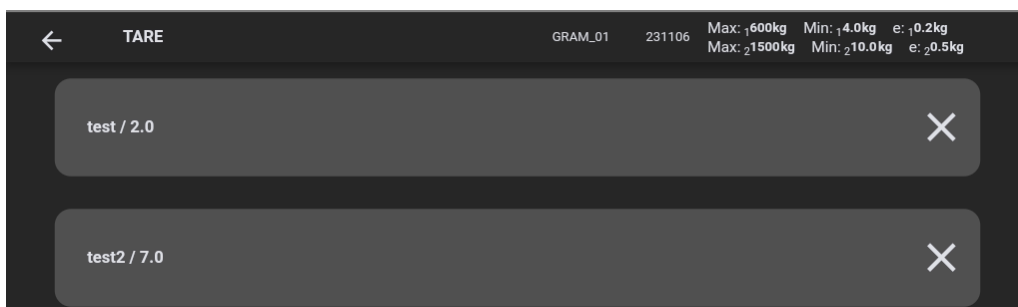 TARE
GRAM_01
231106
Max: ₁600kg Min: ₁4.0kg e: ₁0.2kg
Max: ₂1500kg Min: ₂10.0kg e: ₂0.5kg
test / 2.0
test2 / 7.0